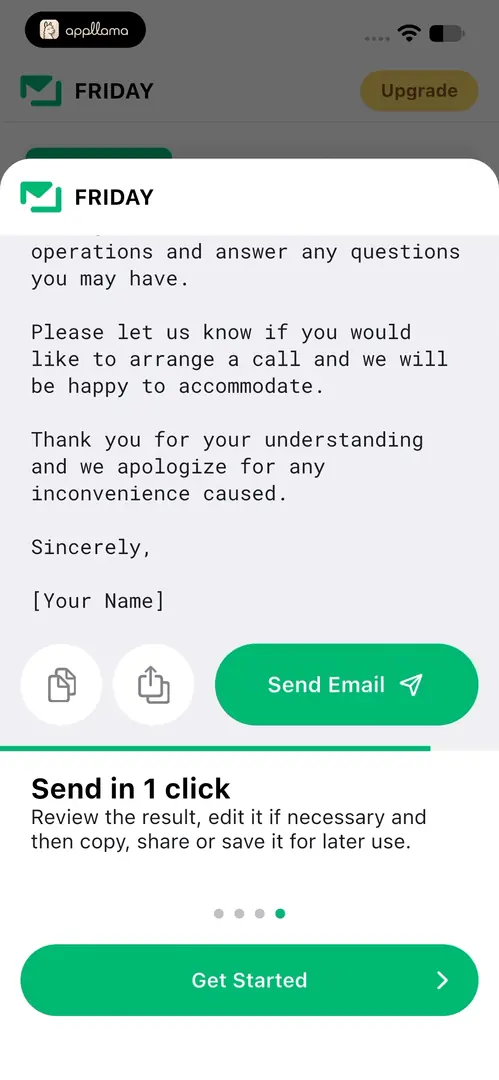 appllama
FRIDAY
Upgrade
FRIDAY
operations and answer any questions
you may have.
Please let us know if you would
like to arrange a call and we will
be happy to accommodate.
Thank you for your understanding
and we apologize for any
inconvenience caused.
Sincerely,
[Your Name]
Send Email
Send in 1 click
Review the result, edit it if necessary and
then copy, share or save it for later use.
Get Started